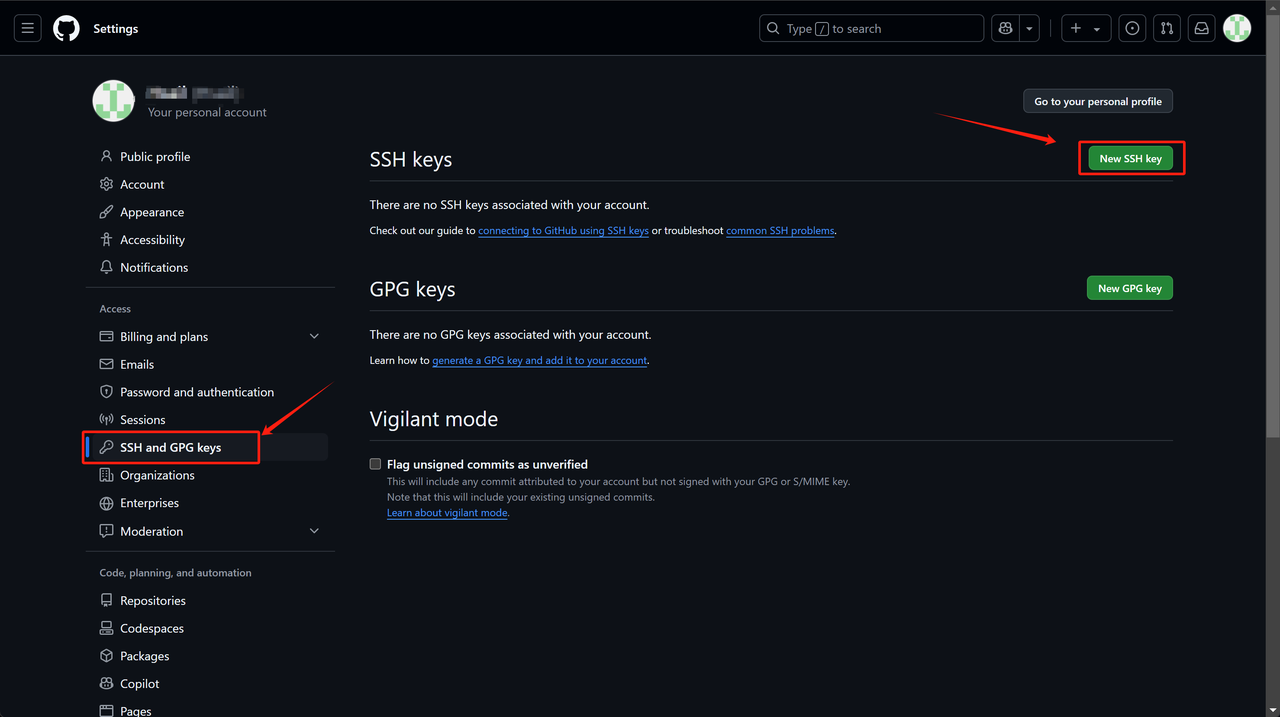 Settings
Type / to search
Your personal account
Go to your personal profile
Public profile
Account
Appearance
Accessibility
Notifications
Access
Billing and plans
Emails
Password and authentication
Sessions
SSH and GPG keys
Organizations
Enterprises
Moderation
Code, planning, and automation
Repositories
Codespaces
Packages
Copilot
Pages
SSH keys
New SSH key
There are no SSH keys associated with your account.
Check out our guide to connecting to GitHub using SSH keys or troubleshoot common SSH problems.
GPG keys
New GPG key
There are no GPG keys associated with your account.
Learn how to generate a GPG key and add it to your account.
Vigilant mode
Flag unsigned commits as unverified
This will include any commit attributed to your account but not signed with your GPG or S/MIME key.
Note that this will include your existing unsigned commits.
Learn about vigilant mode.